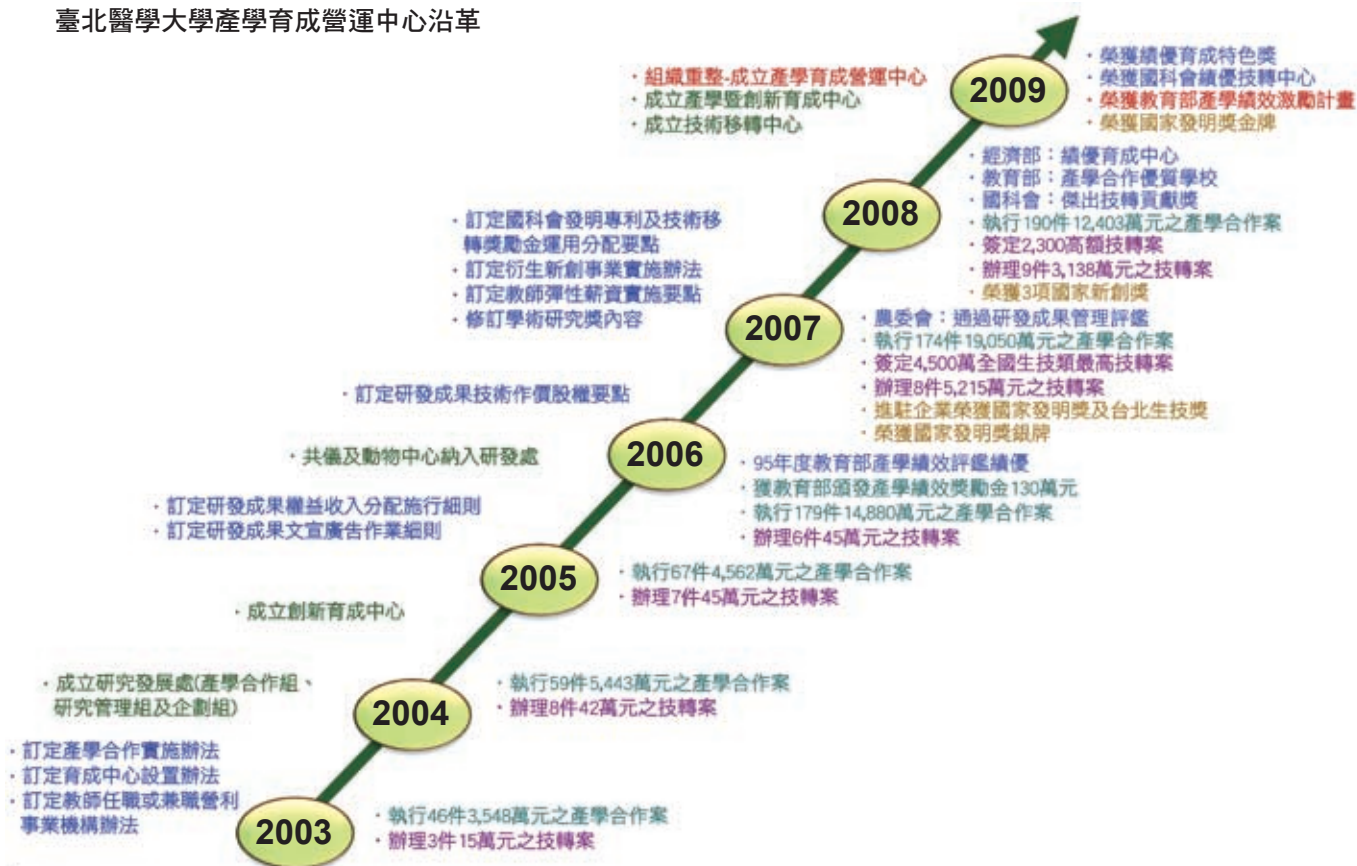 臺北醫學大學產學育成營運中心沿革
· 組織重整-成立產學育成營運中心
· 成立產學暨創新育成中心
· 成立技術移轉中心
2009
· 榮獲績優育成特色獎
· 榮獲國科會績優技轉中心
· 榮獲教育部產學績效激勵計畫
· 榮獲國家發明獎金牌
2008
· 經濟部：績優育成中心
· 教育部：產學合作優質學校
· 國科會：傑出技轉貢獻獎
· 執行190件12,403萬元之產學合作案
· 簽定2,300高額技轉案
· 辦理9件3,138萬元之技轉案
· 榮獲3項國家新創獎
· 訂定國科會發明專利及技術移
轉獎勵金運用分配要點
· 訂定衍生新創事業實施辦法
· 訂定教師彈性薪資實施要點
· 修訂學術研究獎內容
2007
· 農委會：通過研發成果管理評鑑
· 執行174件19,050萬元之產學合作案
· 簽定4,500萬全國生技類最高技轉案
· 辦理8件5,215萬元之技轉案
· 進駐企業榮獲國家發明獎及台北生技獎
· 榮獲國家發明獎銀牌
· 訂定研發成果技術作價股權要點
· 共儀及動物中心納入研發處
2006
· 95年度教育部產學績效評鑑績優
· 獲教育部頒發產學績效獎勵金130萬元
· 執行179件14,880萬元之產學合作案
· 辦理6件45萬元之技轉案
· 訂定研發成果權益收入分配施行細則
· 訂定研發成果文宣廣告作業細則
2005
· 執行67件4,562萬元之產學合作案
· 辦理7件45萬元之技轉案
· 成立創新育成中心
· 成立研究發展處(產學合作組、
研究管理組及企劃組)
2004
· 執行59件5,443萬元之產學合作案
· 辦理8件42萬元之技轉案
· 訂定產學合作實施辦法
· 訂定育成中心設置辦法
· 訂定教師任職或兼職營利
事業機構辦法
2003
· 執行46件3,548萬元之產學合作案
· 辦理3件15萬元之技轉案